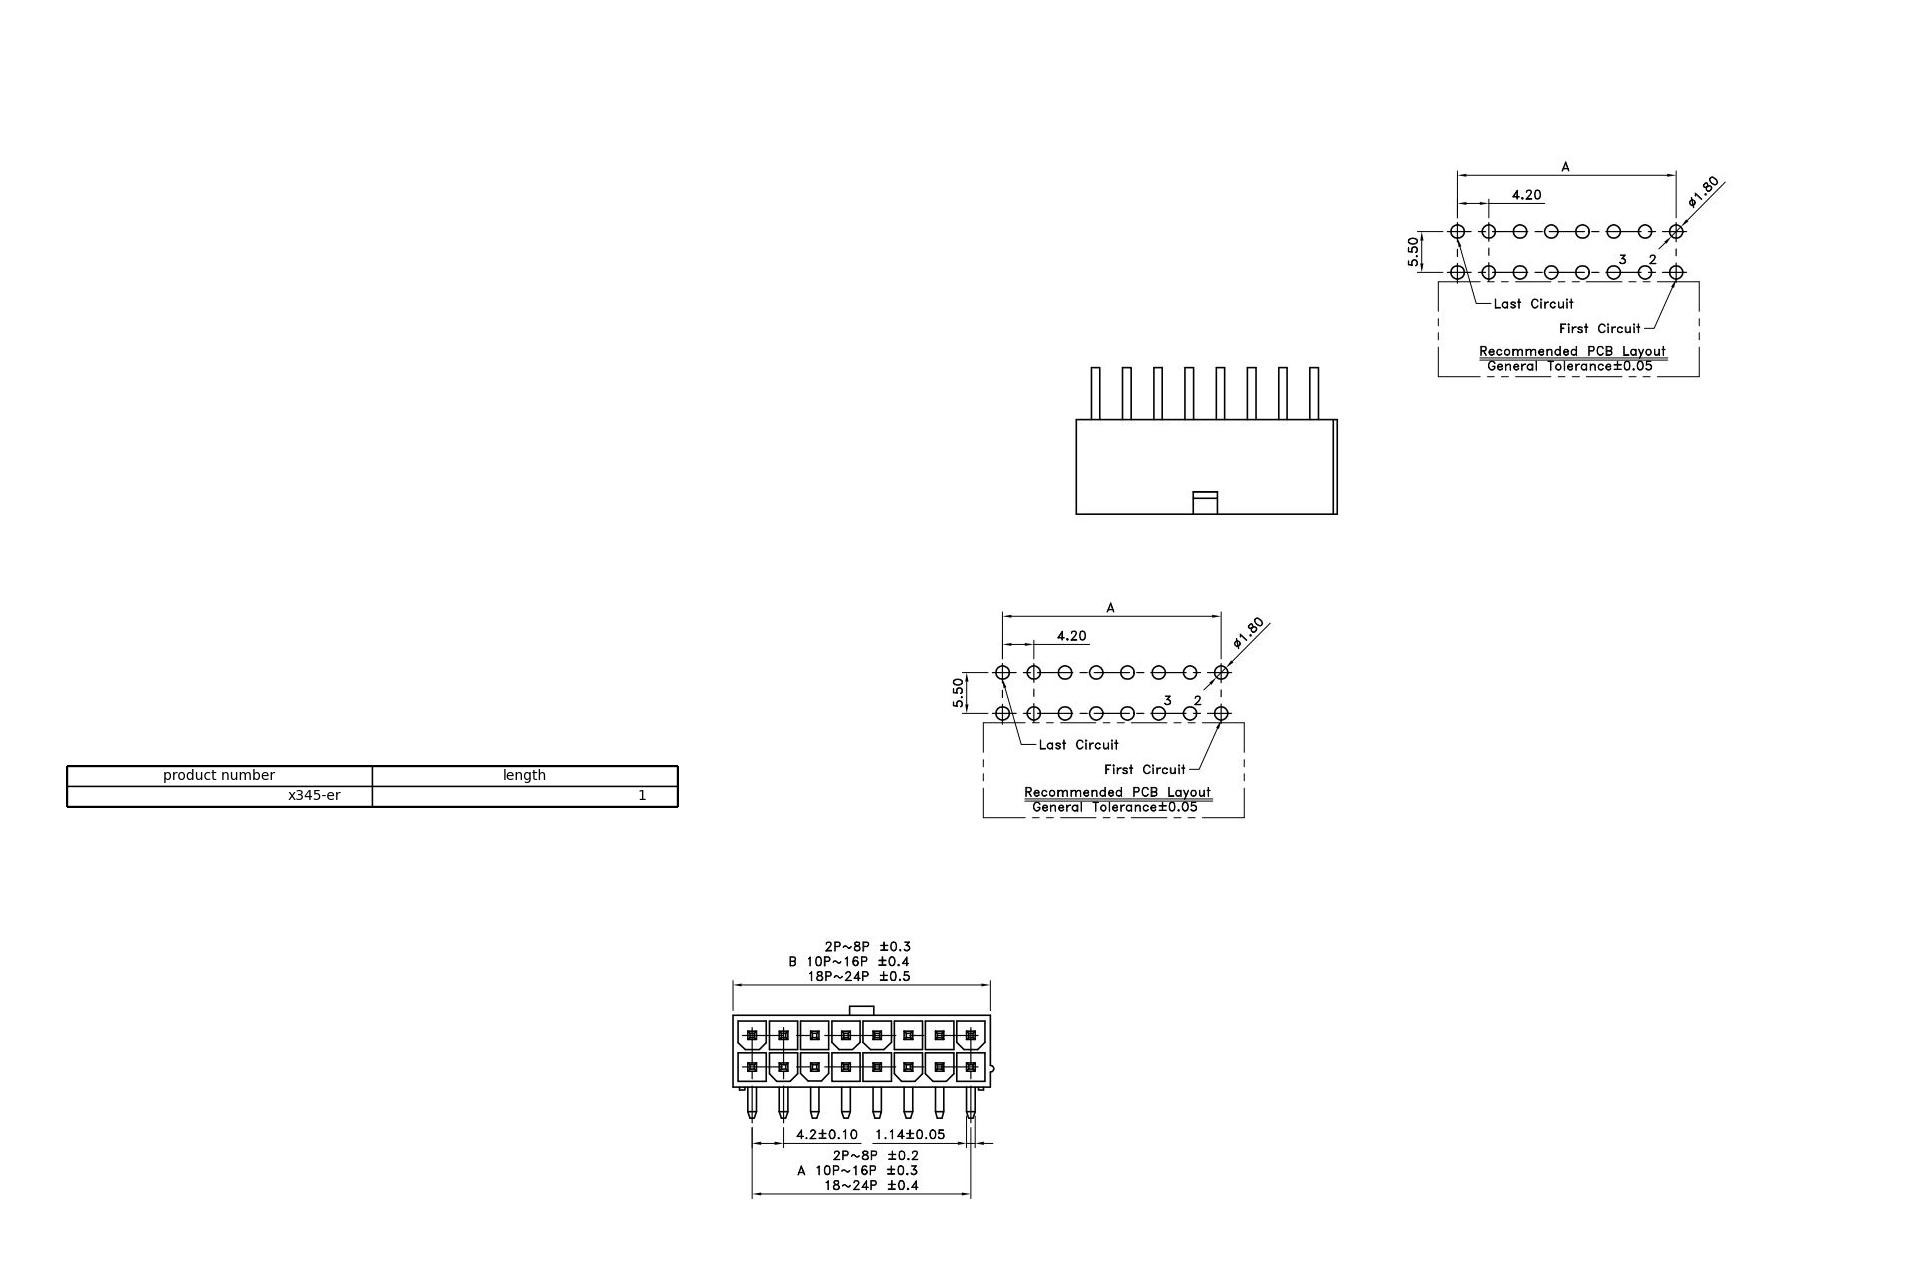 A
4.20
ø1.80
5.50
3 2
Last Circuit
First Circuit
Recommended PCB Layout
General Tolerance±0.05
A
4.20
ø1.80
5.50
3 2
Last Circuit
First Circuit
Recommended PCB Layout
General Tolerance±0.05
product number length
x345-er 1
2P~8P ±0.3
B 10P~16P ±0.4
18P~24P ±0.5
4.2±0.10 1.14±0.05
2P~8P ±0.2
A 10P~16P ±0.3
18~24P ±0.4